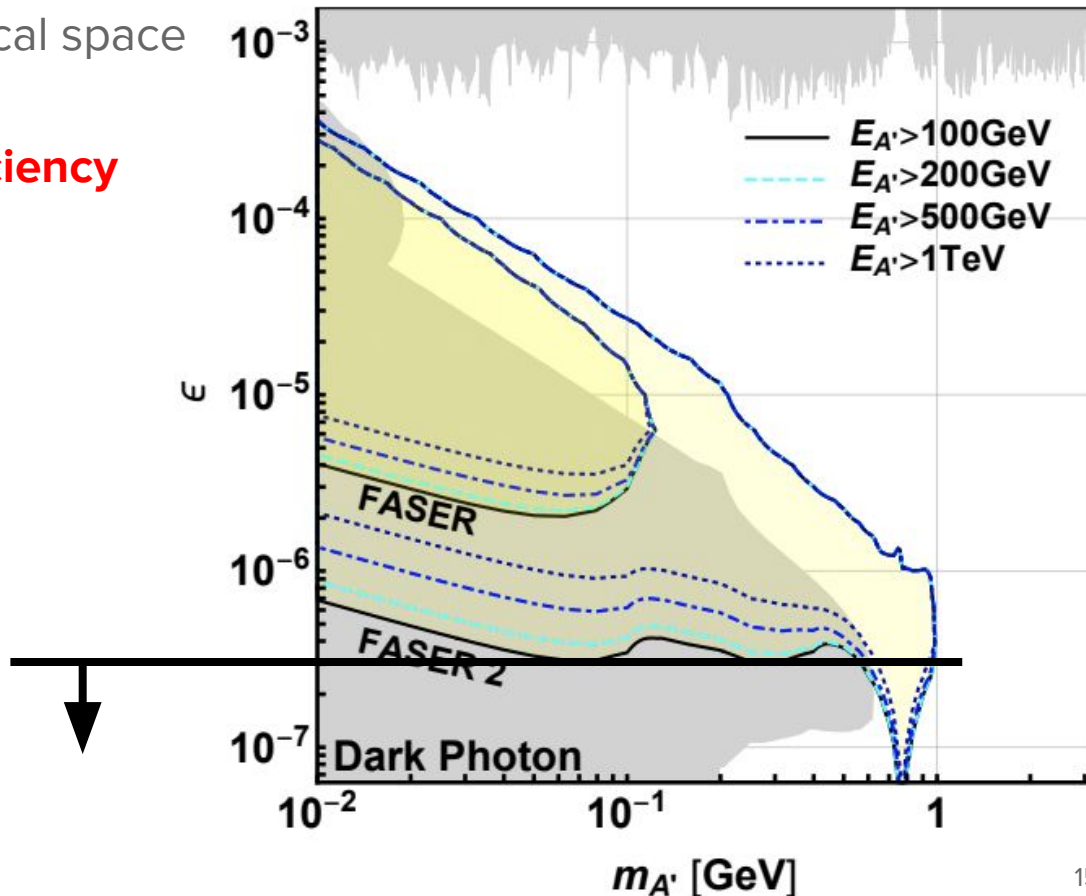 cal space
ciency
10⁻³
10⁻⁴
10⁻⁵
10⁻⁶
10⁻⁷
ϵ
E_A'>100GeV
E_A'>200GeV
E_A'>500GeV
E_A'>1TeV
FASER
FASER 2
Dark Photon
10⁻² 10⁻¹ 1
m_A' [GeV]